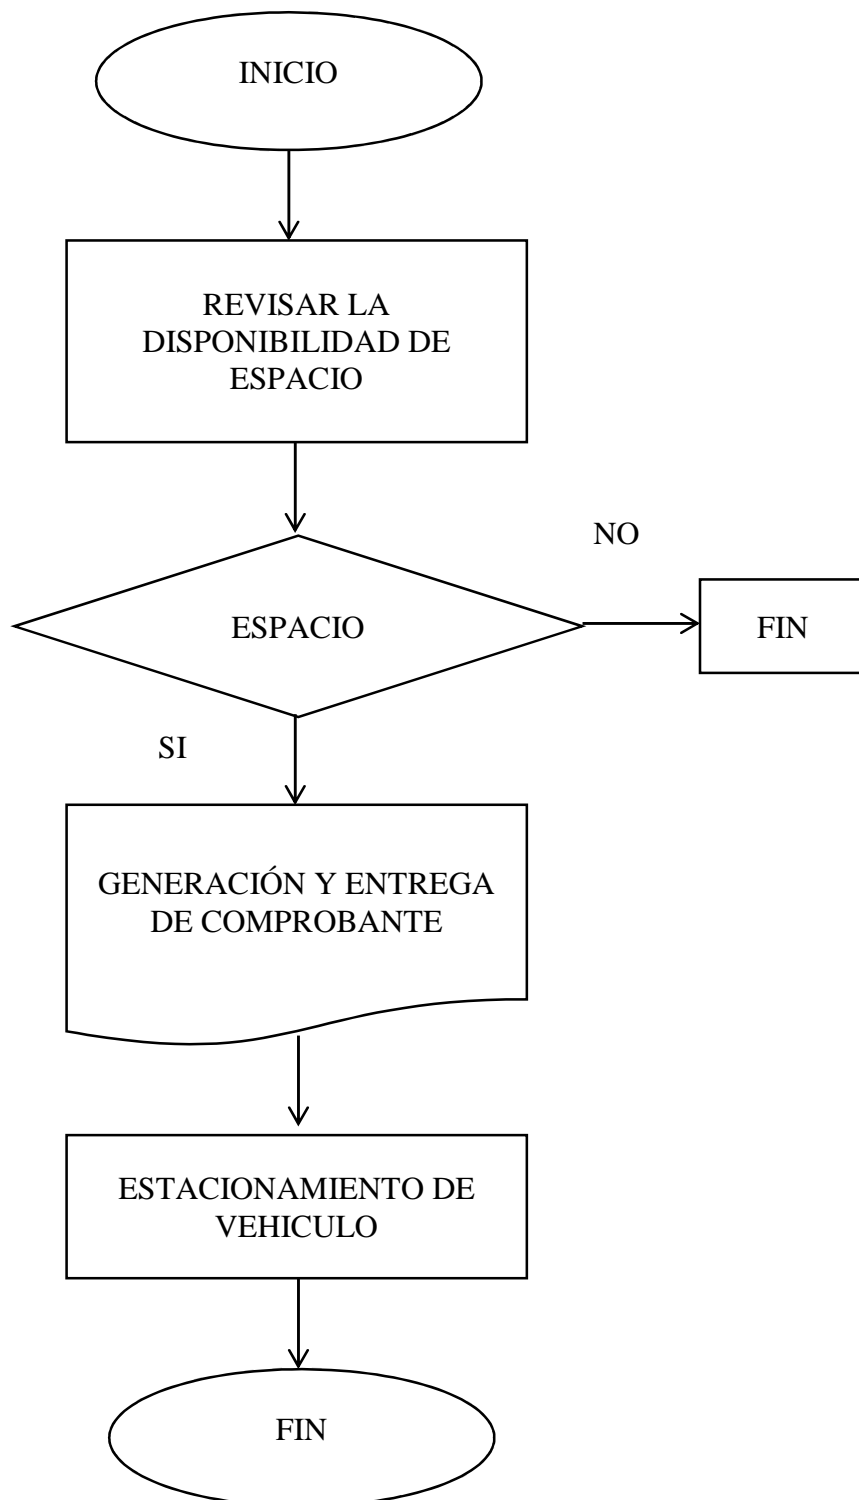 INICIO
REVISAR LA
DISPONIBILIDAD DE
ESPACIO
NO
ESPACIO
FIN
SI
GENERACIÓN Y ENTREGA
DE COMPROBANTE
ESTACIONAMIENTO DE
VEHICULO
FIN